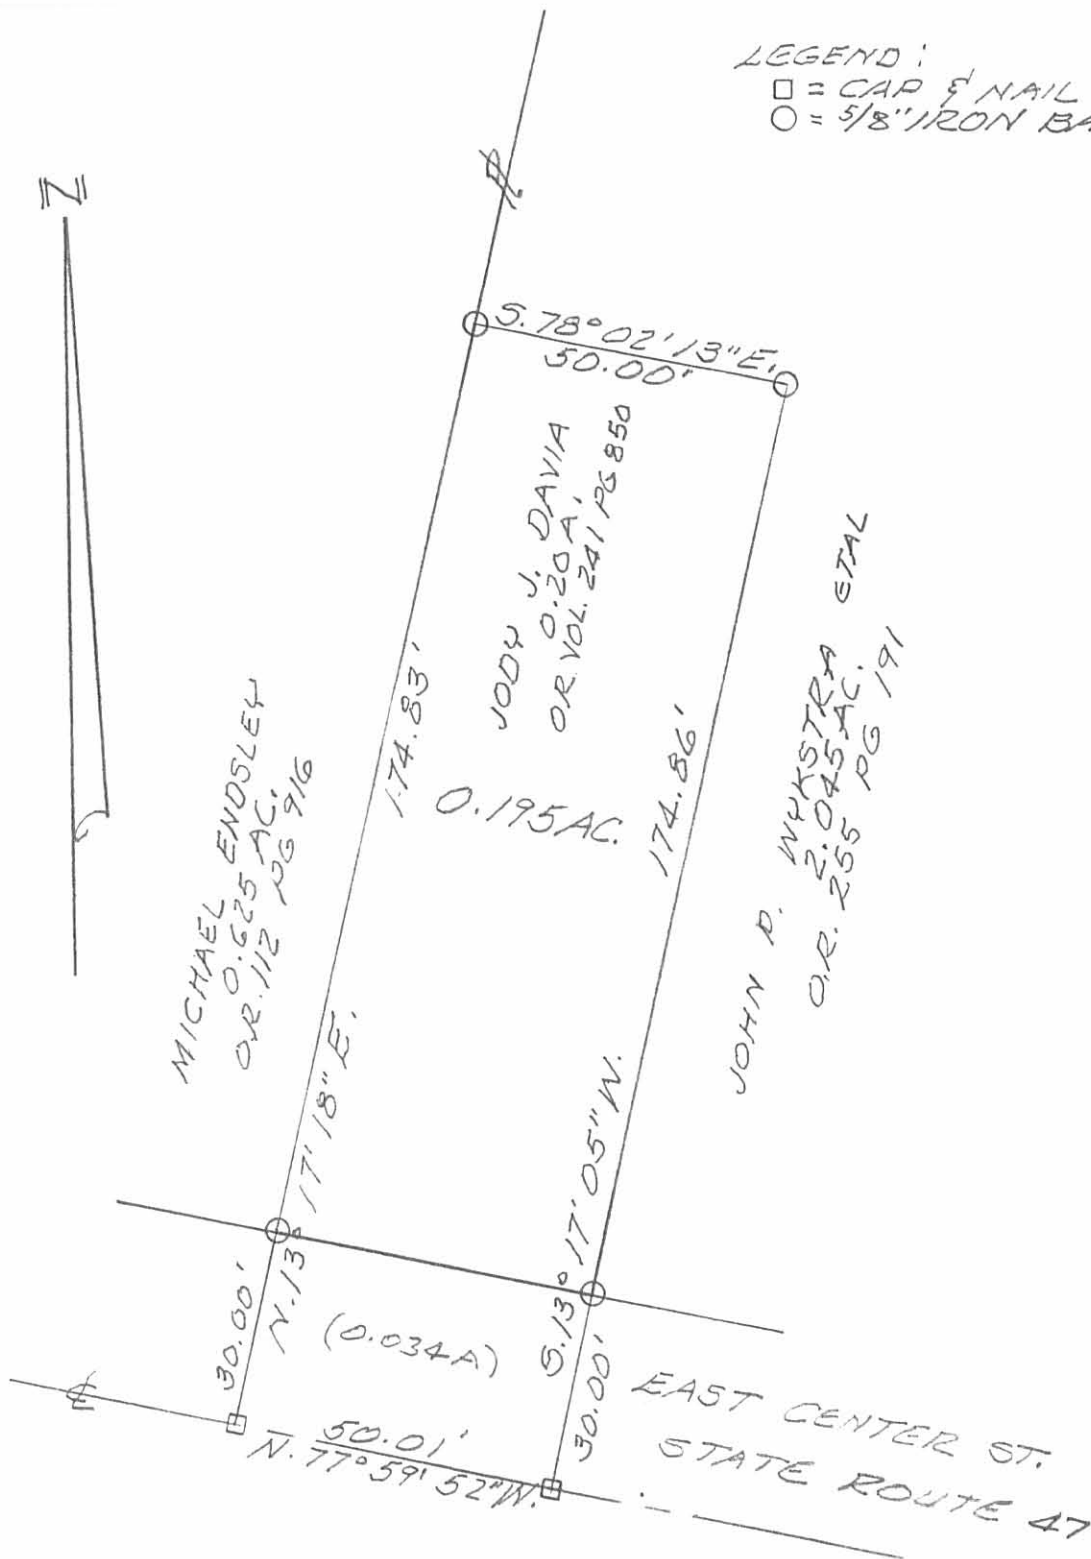 LEGEND:
□ = CAP & NAIL
○ = 5/8" IRON BA
N
P/L
S.78°02'13"E.
50.00'
JODY J. DAVIA
0.20 A.
O.R. VOL. 241 PG 850
174.83'
0.195 AC.
174.86'
MICHAEL ENDSLEY
0.625 AC.
O.R. 112 PG 916
JOHN D. WYKSTRA ETAL
2.045 AC.
O.R. 255 PG 191
N.13°17'18"E.
S.13°17'05"W.
30.00'
(0.034A)
30.00'
50.01'
N.77°59'52"W.
EAST CENTER ST.
STATE ROUTE 47